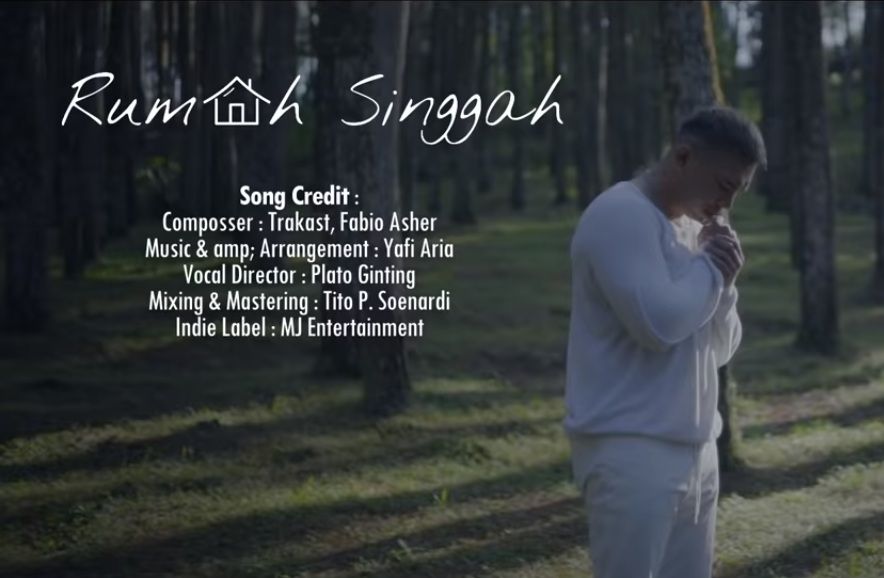 Rumah Singgah
Song Credit :
Composser : Trakast, Fabio Asher
Music & amp; Arrangement : Yafi Aria
Vocal Director : Plato Ginting
Mixing & Mastering : Tito P. Soenardi
Indie Label : MJ Entertainment